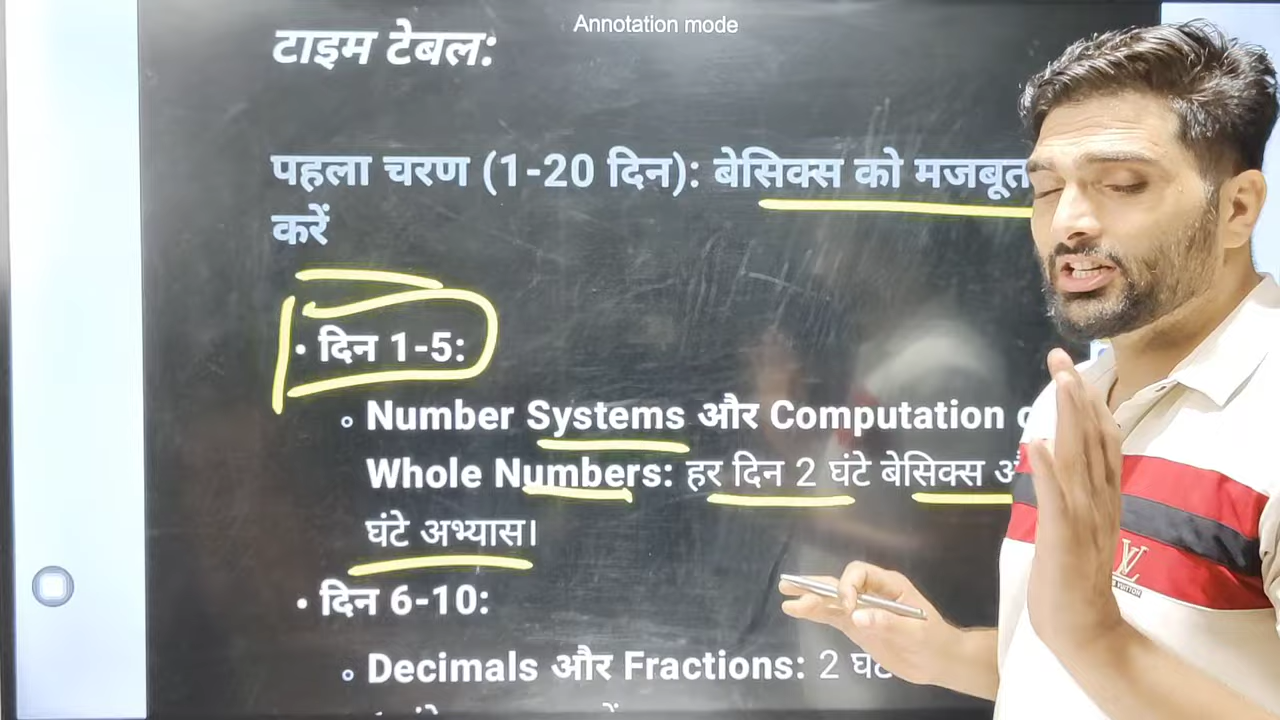 Annotation mode
टाइम टेबल:
पहला चरण (1-20 दिन): बेसिक्स को मजबूत
करें
• दिन 1-5:
Number Systems और Computation
Whole Numbers: हर दिन 2 घंटे बेसिक्स
घंटे अभ्यास।
• दिन 6-10:
Decimals और Fractions: 2
LV